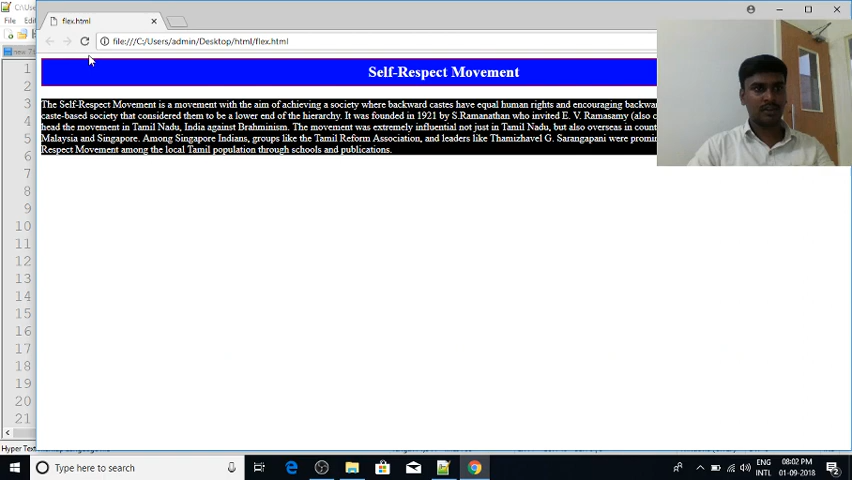 C:\Us
flex.html
File E
file:///C:/Users/admin/Desktop/html/flex.html
new 7
Self-Respect Movement
The Self-Respect Movement is a movement with the aim of achieving a society where backward castes have equal human rights and encouraging backwa
caste-based society that considered them to be a lower end of the hierarchy. It was founded in 1921 by S.Ramanathan who invited E. V. Ramasamy (also c
head the movement in Tamil Nadu, India against Brahminism. The movement was extremely influential not just in Tamil Nadu, but also overseas in count
Malaysia and Singapore. Among Singapore Indians, groups like the Tamil Reform Association, and leaders like Thamizhavel G. Sarangapani were promi
Respect Movement among the local Tamil population through schools and publications.
1
2
3
4
5
6
7
8
9
10
11
12
13
14
15
16
17
18
19
20
21
Hyper Text
Type here to search
ENG
INTL
08:02 PM
01-09-2018
2